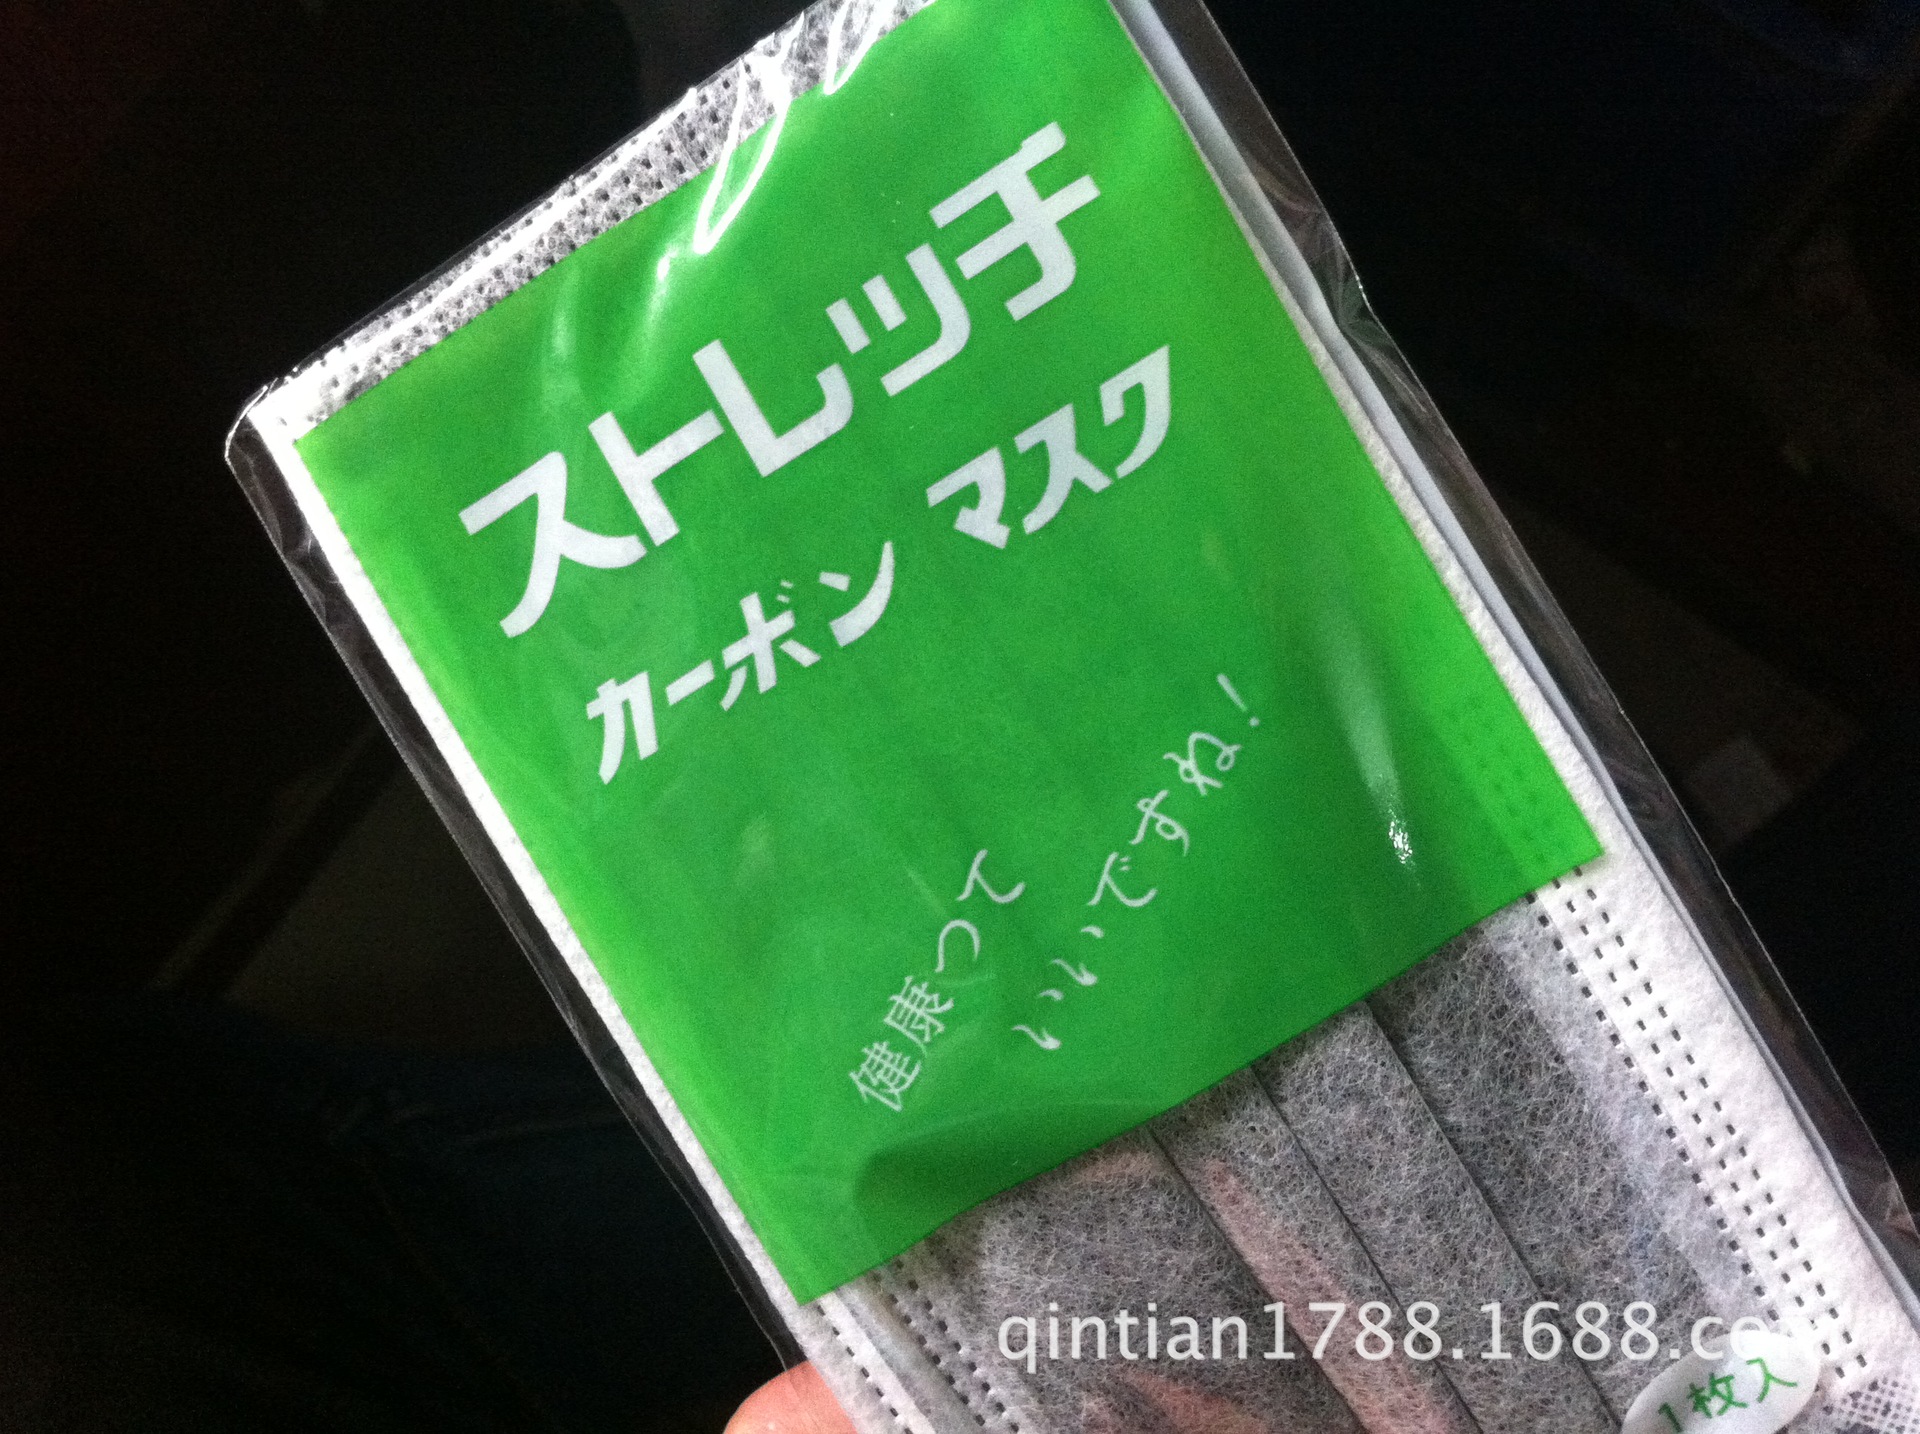 ストレッチ
カーボン マスク
健康って
いいですね!
qintian1788.1688.com
1枚入